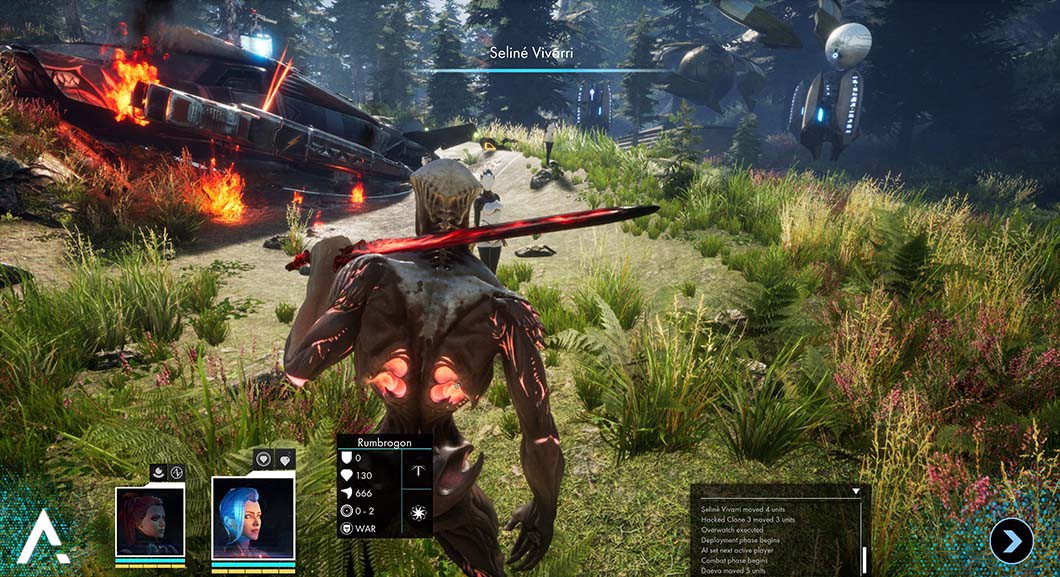 Seliné Vivarri
Rumbrogon
0
130
666
0 - 2
WAR
Seliné Vivarri moved 4 units
Hacked Clone 3 moved 3 units
Overwatch executed
Deployment phase begins
AI set next active player
Combat phase begins
Daeva moved 5 units